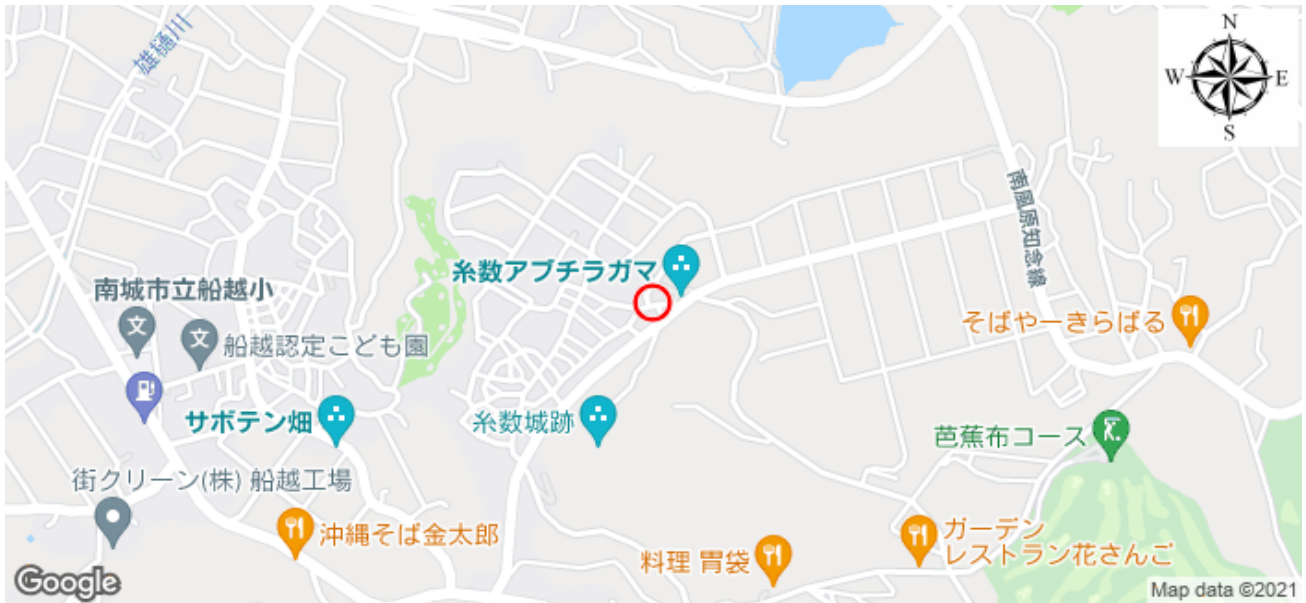 N
W
E
S
雄樋川
南風原知念線
糸数アブチラガマ
南城市立船越小
文
文
船越認定こども園
そばやーきらばる
サボテン畑
糸数城跡
芭蕉布コース
街クリーン(株) 船越工場
沖縄そば金太郎
ガーデン
レストラン花さんご
料理 胃袋
Google
Map data ©2021